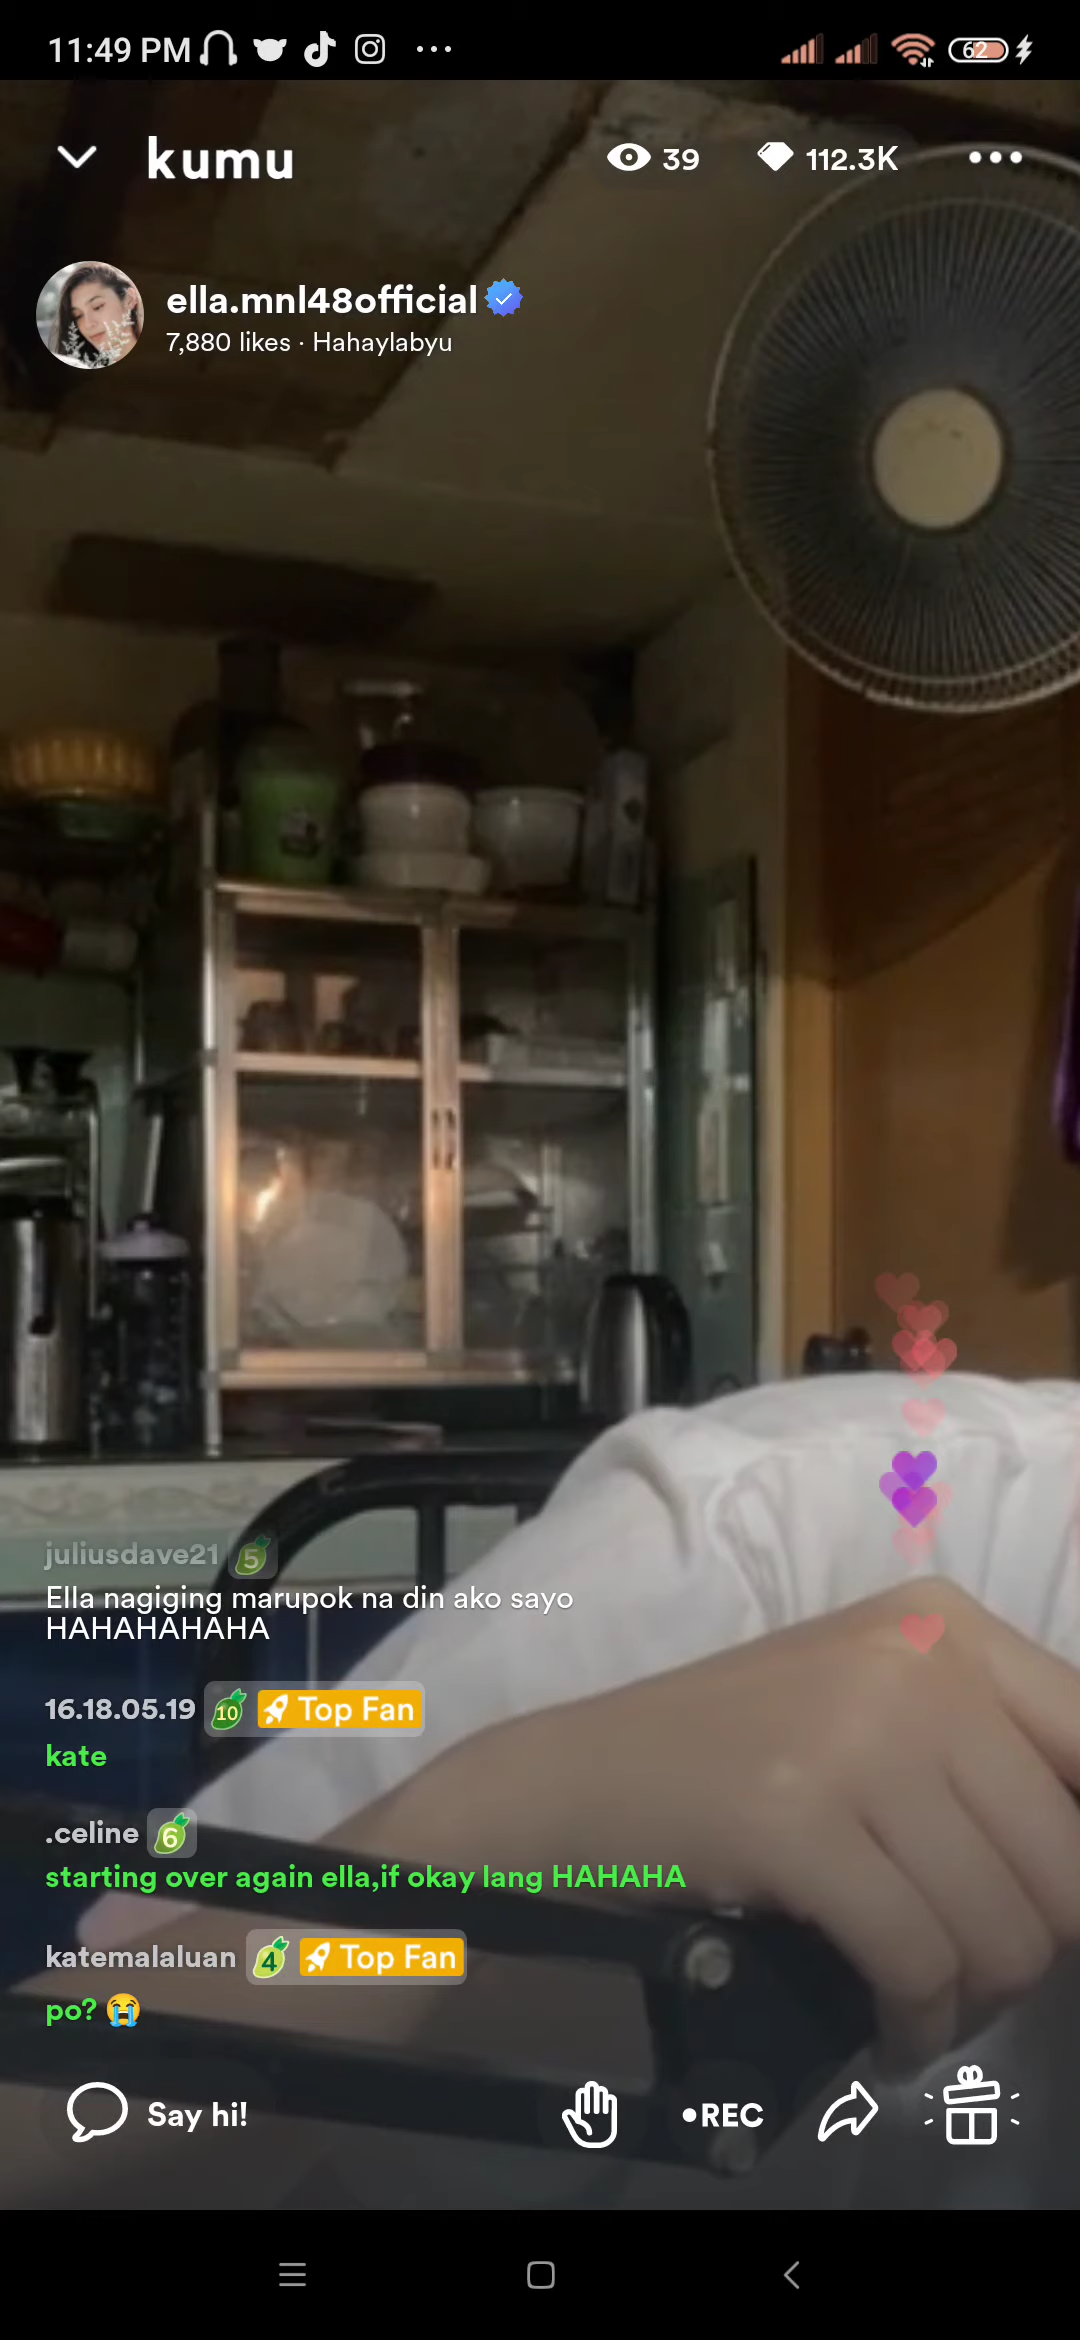 11:49 PM
62
kumu
39
112.3K
ella.mnl48official
7,880 likes · Hahaylabyu
juliusdave21 5
Ella nagiging marupok na din ako sayo
HAHAHAHAHA
16.18.05.19 10 Top Fan
kate
.celine 6
starting over again ella,if okay lang HAHAHA
katemalaluan 4 Top Fan
po? 😭
Say hi!
•REC